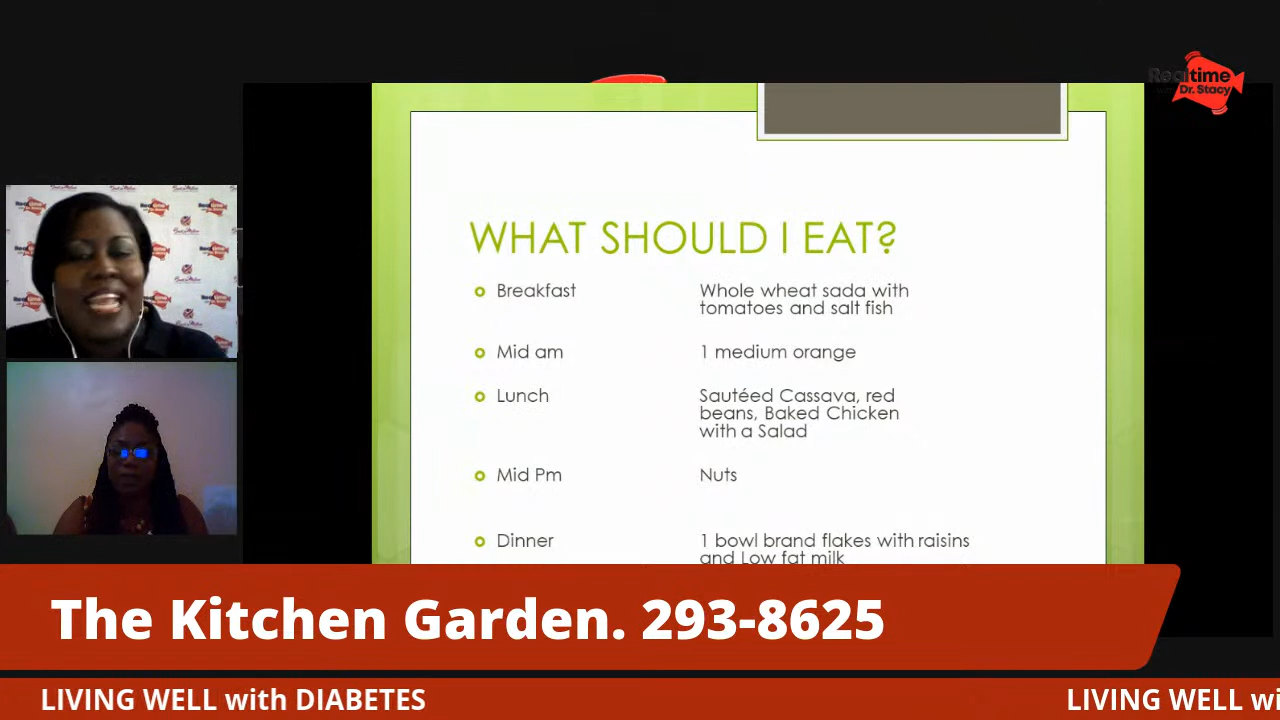 Realtime
Dr. Stacy
WHAT SHOULD I EAT?
Breakfast
Whole wheat sada with
tomatoes and salt fish
Mid am
1 medium orange
Lunch
Sautéed Cassava, red
beans, Baked Chicken
with a Salad
Mid Pm
Nuts
Dinner
1 bowl brand flakes with raisins
and Low fat milk
The Kitchen Garden. 293-8625
LIVING WELL with DIABETES
LIVING WELL wi